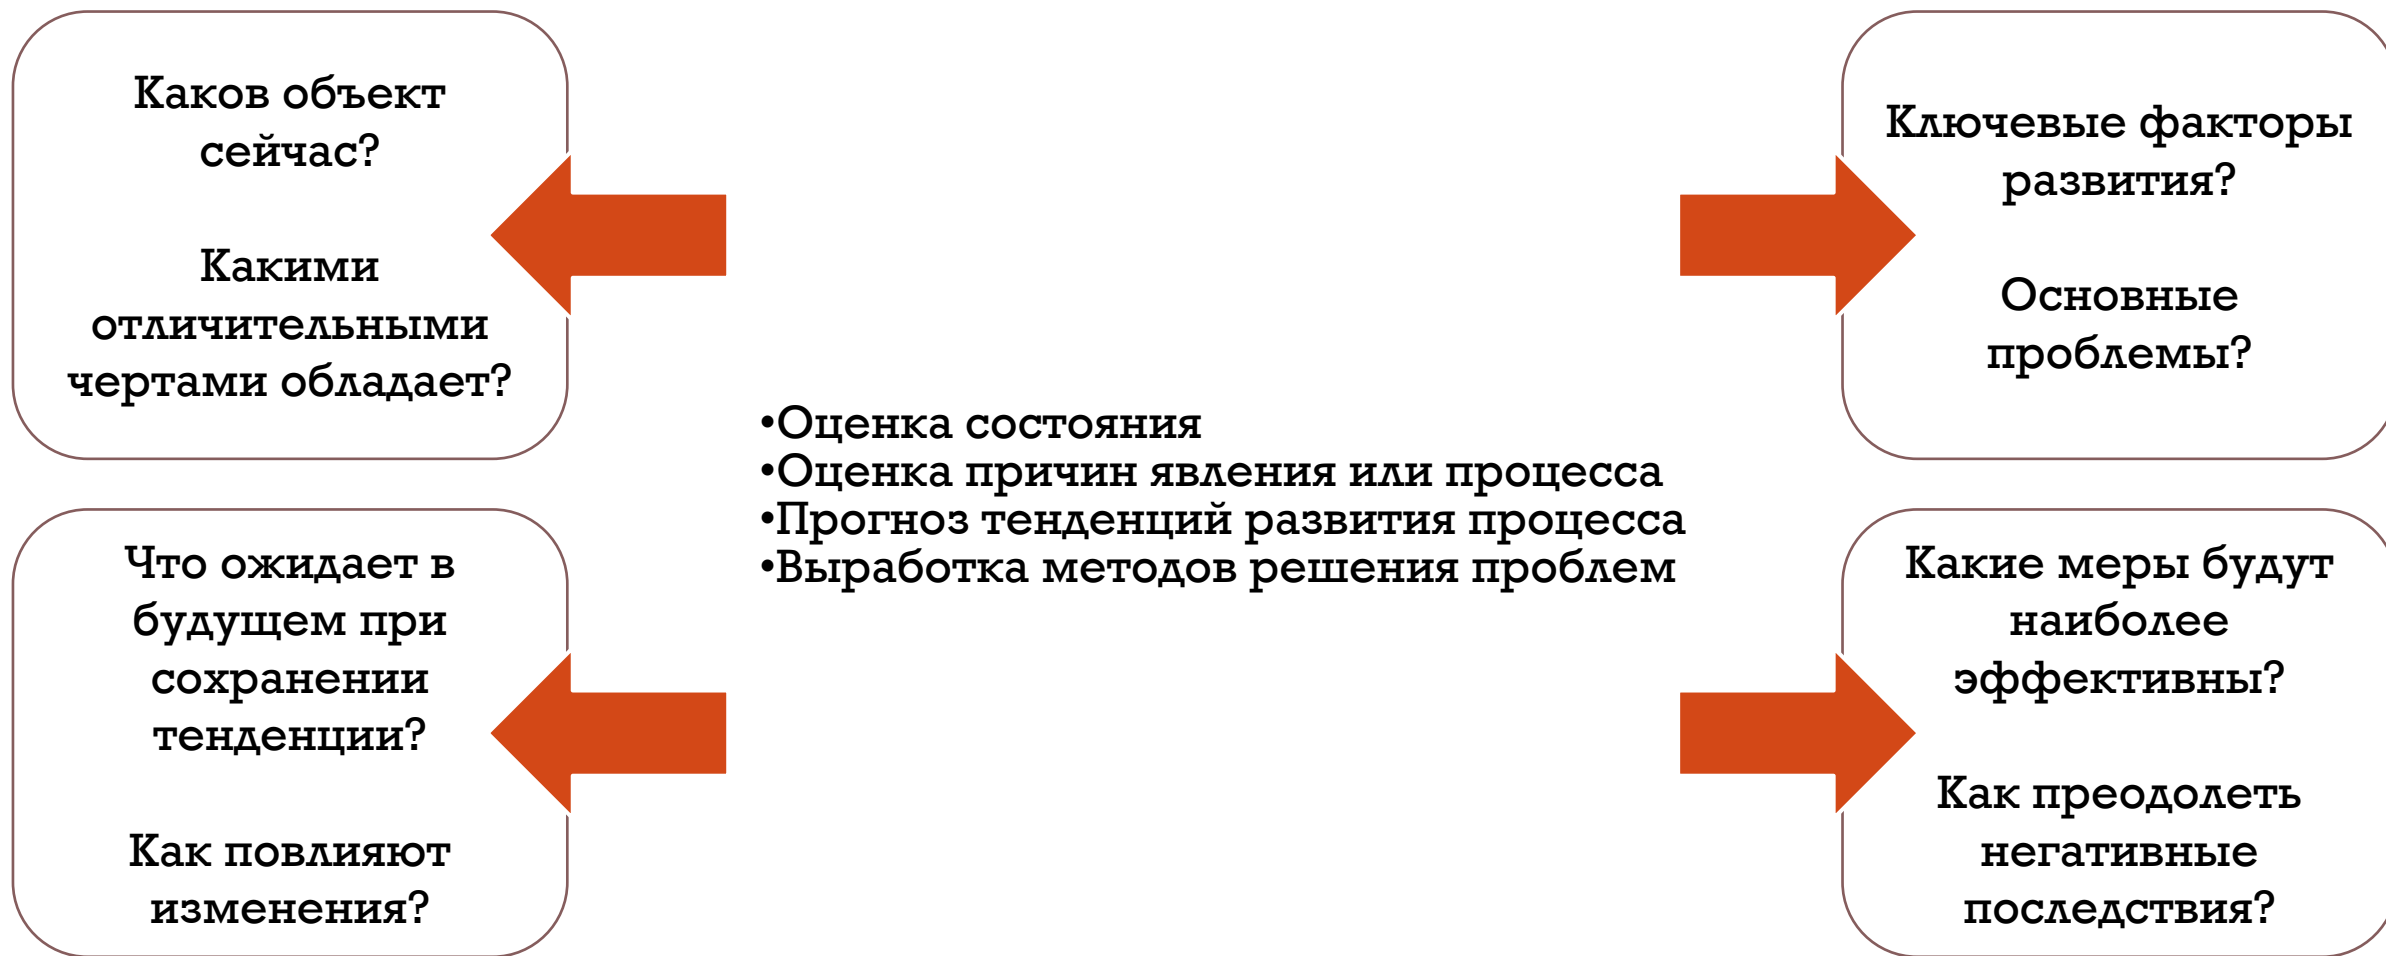 Каков объект
сейчас?
Какими
отличительными
чертами обладает?
Ключевые факторы
развития?
Основные
проблемы?
•Оценка состояния
•Оценка причин явления или процесса
•Прогноз тенденций развития процесса
•Выработка методов решения проблем
Что ожидает в
будущем при
сохранении
тенденции?
Как повлияют
изменения?
Какие меры будут
наиболее
эффективны?
Как преодолеть
негативные
последствия?